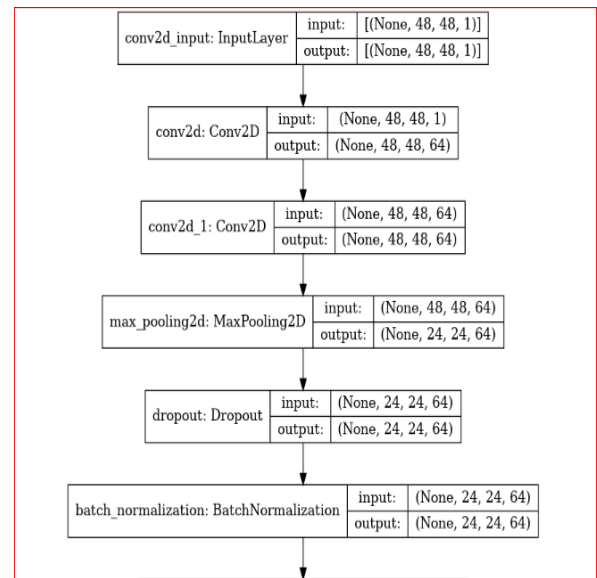 conv2d_input: InputLayer
input: [(None, 48, 48, 1)]
output: [(None, 48, 48, 1)]
conv2d: Conv2D
input: (None, 48, 48, 1)
output: (None, 48, 48, 64)
conv2d_1: Conv2D
input: (None, 48, 48, 64)
output: (None, 48, 48, 64)
max_pooling2d: MaxPooling2D
input: (None, 48, 48, 64)
output: (None, 24, 24, 64)
dropout: Dropout
input: (None, 24, 24, 64)
output: (None, 24, 24, 64)
batch_normalization: BatchNormalization
input: (None, 24, 24, 64)
output: (None, 24, 24, 64)